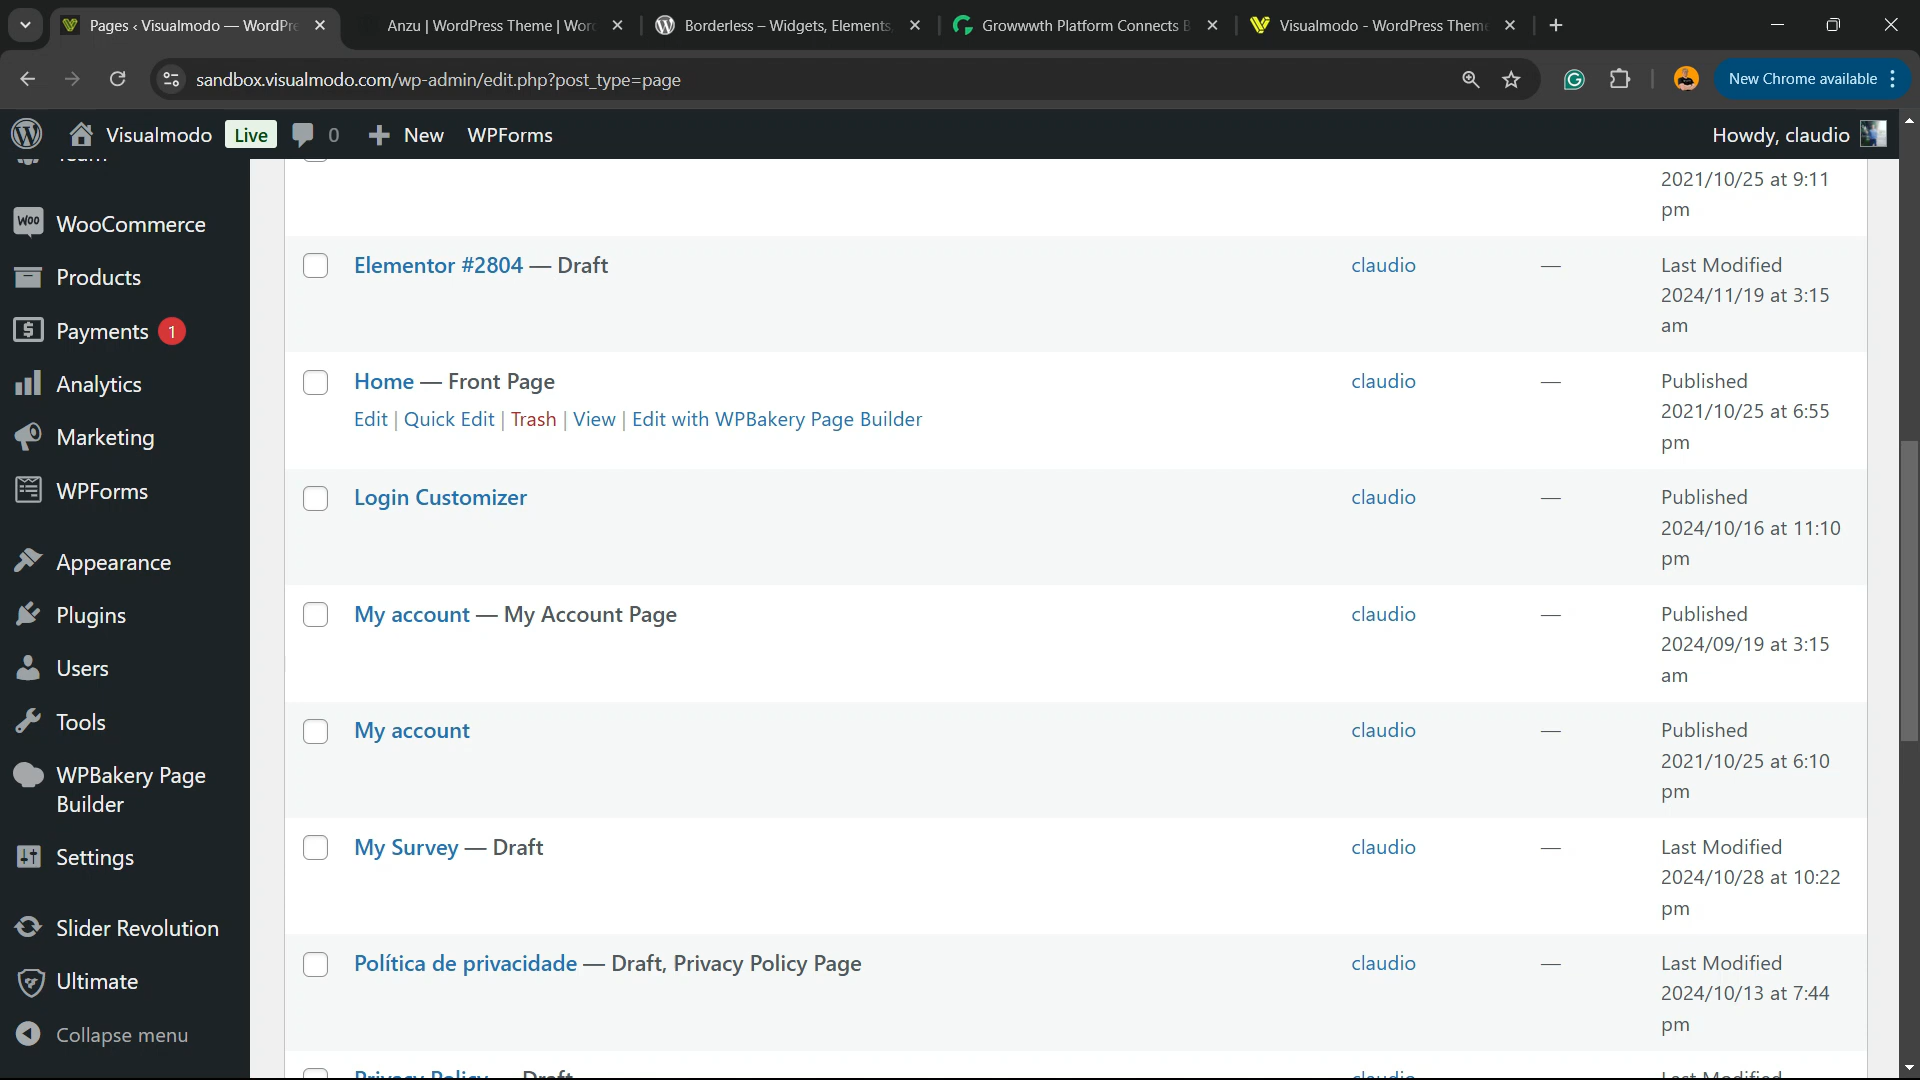 Pages ‹ Visualmodo — WordPre
Anzu | WordPress Theme | Wor
Borderless – Widgets, Elements,
Growwwth Platform Connects B
Visualmodo - WordPress Theme
sandbox.visualmodo.com/wp-admin/edit.php?post_type=page
New Chrome available
Visualmodo Live 0 New WPForms
Howdy, claudio
Team
WooCommerce
Products
Payments 1
Analytics
Marketing
WPForms
Appearance
Plugins
Users
Tools
WPBakery Page
Builder
Settings
Slider Revolution
Ultimate
Collapse menu
2021/10/25 at 9:11
pm
Elementor #2804 — Draft
claudio
—
Last Modified
2024/11/19 at 3:15
am
Home — Front Page
Edit | Quick Edit | Trash | View | Edit with WPBakery Page Builder
claudio
—
Published
2021/10/25 at 6:55
pm
Login Customizer
claudio
—
Published
2024/10/16 at 11:10
pm
My account — My Account Page
claudio
—
Published
2024/09/19 at 3:15
am
My account
claudio
—
Published
2021/10/25 at 6:10
pm
My Survey — Draft
claudio
—
Last Modified
2024/10/28 at 10:22
pm
Política de privacidade — Draft, Privacy Policy Page
claudio
—
Last Modified
2024/10/13 at 7:44
pm
Privacy Policy — Draft
claudio
Last Modified